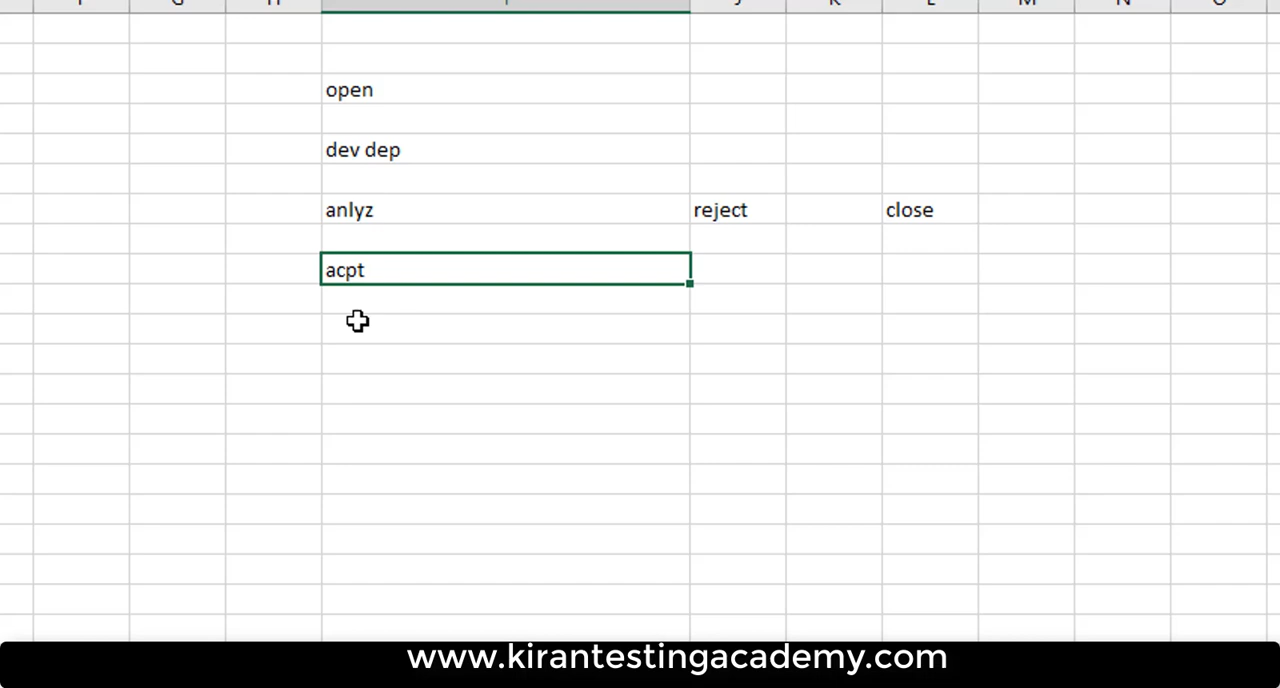 open
dev dep
anlyz reject close
acpt
www.kirantestingacademy.com